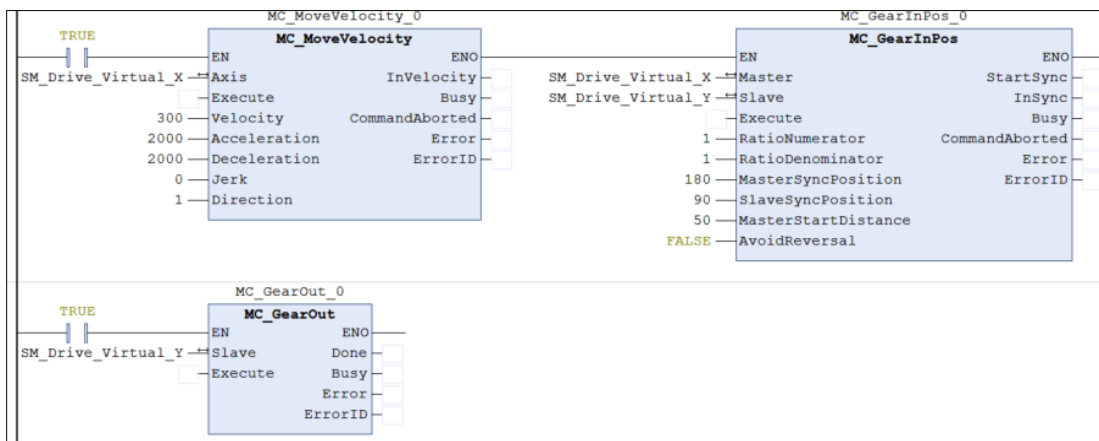 MC_MoveVelocity_0 MC_GearInPos_0
TRUE MC_MoveVelocity MC_GearInPos
EN ENO EN ENO
SM_Drive_Virtual_X Axis InVelocity SM_Drive_Virtual_X Master StartSync
Execute Busy SM_Drive_Virtual_Y Slave InSync
300 Velocity CommandAborted Execute Busy
2000 Acceleration Error 1 RatioNumerator CommandAborted
2000 Deceleration ErrorID 1 RatioDenominator Error
0 Jerk 180 MasterSyncPosition ErrorID
1 Direction 90 SlaveSyncPosition
50 MasterStartDistance
FALSE AvoidReversal
MC_GearOut_0
TRUE MC_GearOut
EN ENO
SM_Drive_Virtual_Y Slave Done
Execute Busy
Error
ErrorID